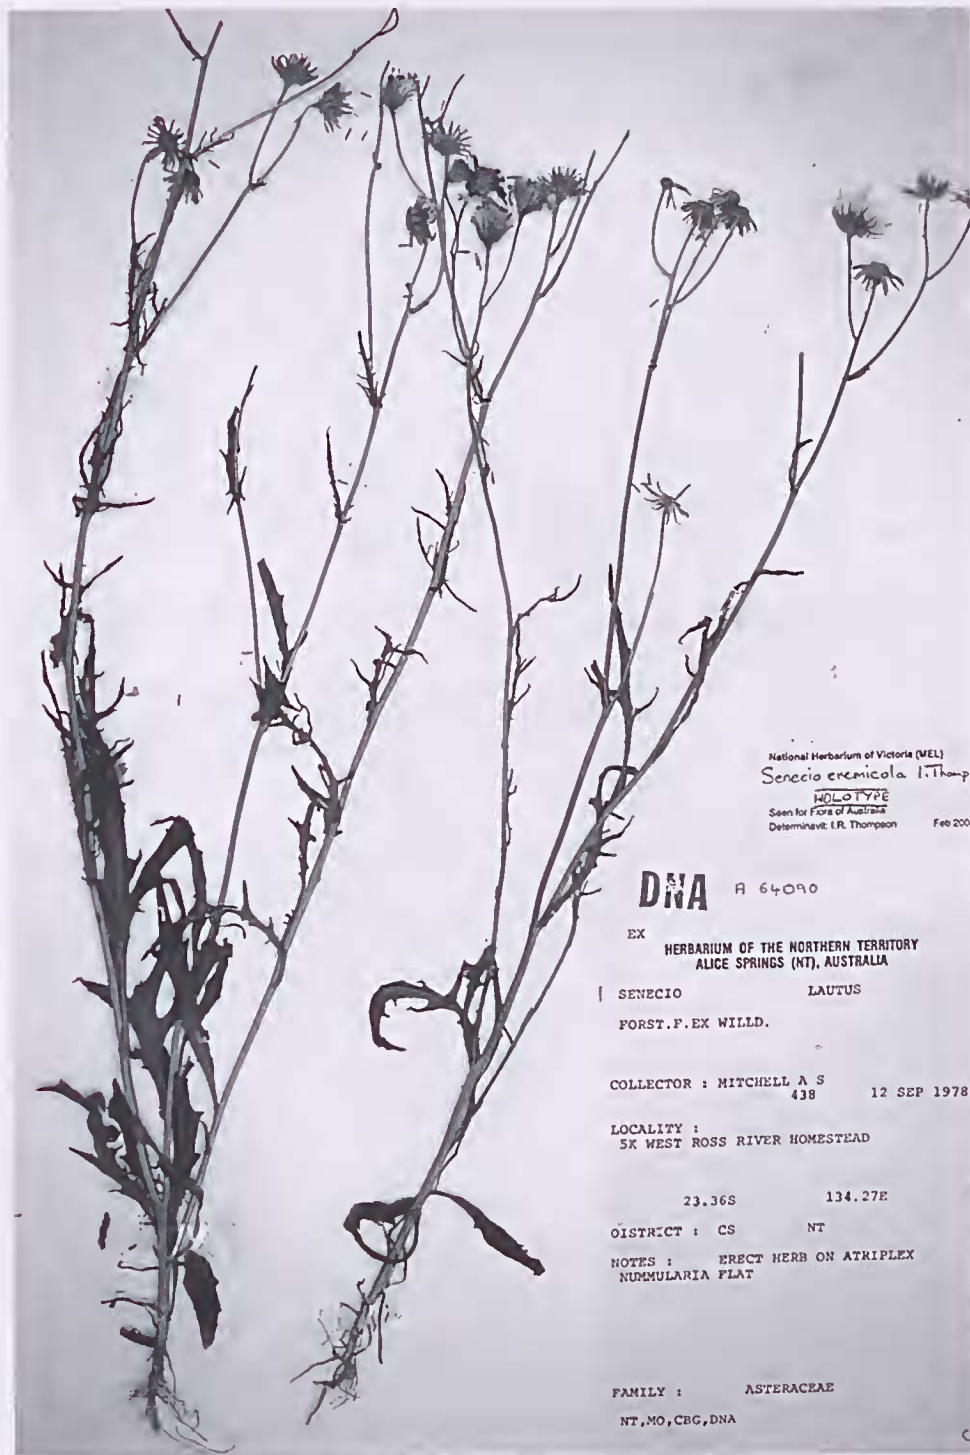 National Herbarium of Victoria (MEL)
Senecio eremicola I.Thomp
HOLOTYPE
Seen for Flora of Australia
Determinavit: I.R. Thompson Feb 200
DNA A 64090
EX
HERBARIUM OF THE NORTHERN TERRITORY
ALICE SPRINGS (NT), AUSTRALIA
SENECIO LAUTUS
FORST.F.EX WILLD.
COLLECTOR : MITCHELL A S
438 12 SEP 1978
LOCALITY :
5K WEST ROSS RIVER HOMESTEAD
23.36S 134.27E
DISTRICT : CS NT
NOTES : ERECT HERB ON ATRIPLEX
NUMMULARIA FLAT
FAMILY : ASTERACEAE
NT,MO,CBG,DNA